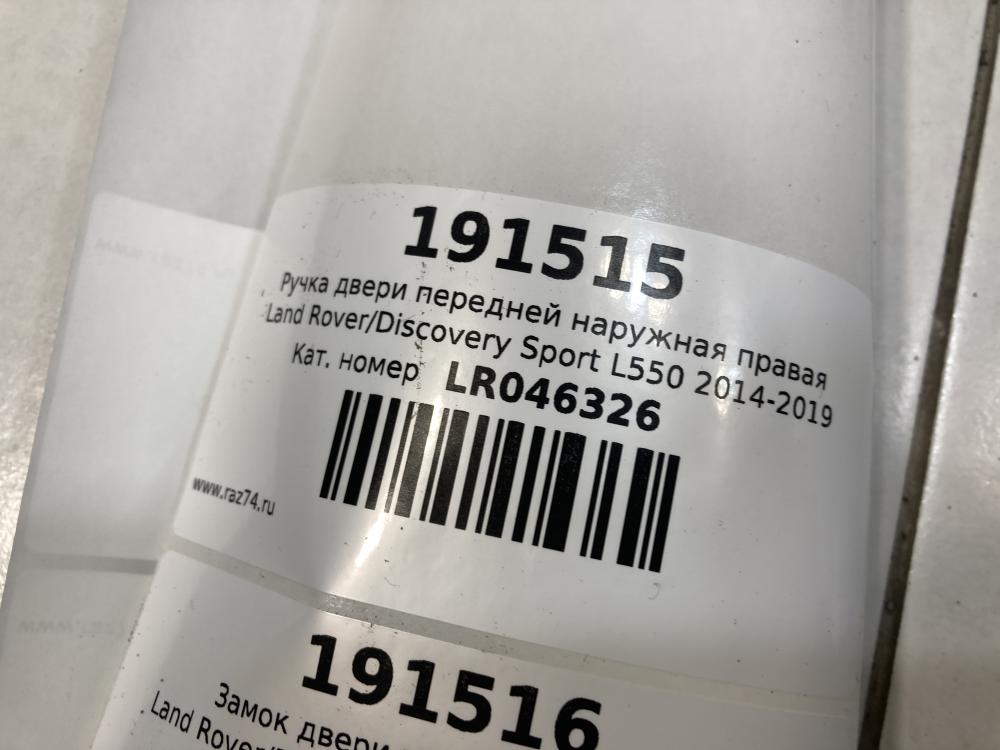 191515
Ручка двери передней наружная правая
Land Rover/Discovery Sport L550 2014-2019
Кат. номер LR046326
www.raz74.ru
191516
Замок двери
Land